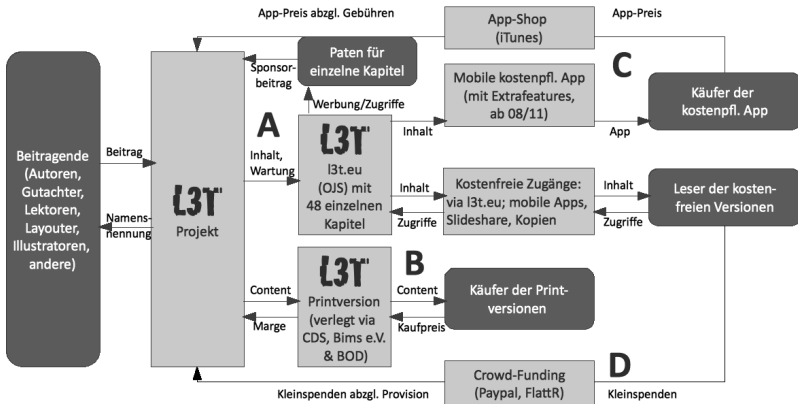 App-Preis abzgl. Gebühren
App-Shop
(iTunes)
App-Preis
Paten für
einzelne Kapitel
Sponsor-
beitrag
Werbung/Zugriffe
Mobile kostenpfl. App
(mit Extrafeatures,
ab 08/11)
C
Käufer der
kostenpfl. App
Inhalt
App
A
Beitragende
(Autoren,
Gutachter,
Lektoren,
Layouter,
Illustratoren,
andere)
Beitrag
Namens-
nennung
L3T
Projekt
Inhalt,
Wartung
L3T
l3t.eu
(OJS) mit
48 einzelnen
Kapitel
Inhalt
Zugriffe
Kostenfreie Zugänge:
via l3t.eu; mobile Apps,
Slideshare, Kopien
Inhalt
Zugriffe
Leser der kosten-
freien Versionen
Content
Marge
L3T
Printversion
(verlegt via
CDS, Bims e.V.
& BOD)
B
Content
Kaufpreis
Käufer der Print-
versionen
D
Kleinspenden abzgl. Provision
Crowd-Funding
(Paypal, FlattR)
Kleinspenden